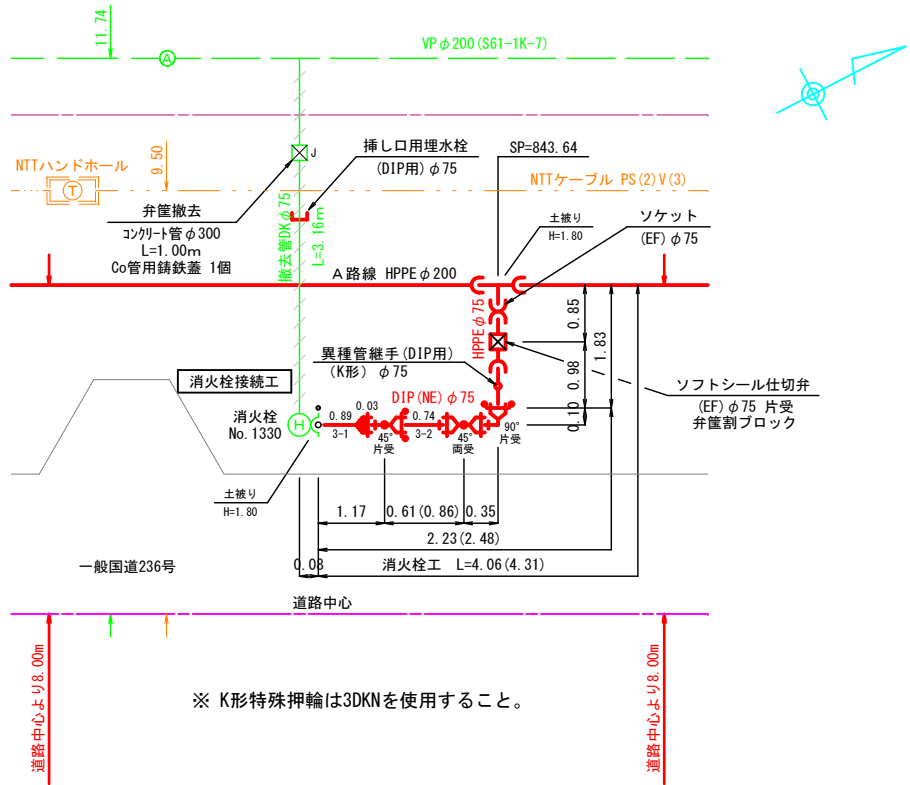 11.74
VPφ200(S61-1K-7)
A
NTTハンドホール
T
9.50
J
挿し口用埋水栓
(DIP用)φ75
SP=843.64
NTTケーブル PS(2)V(3)
弁筐撤去
コンクリート管φ300
L=1.00m
Co管用鋳鉄蓋 1個
撤去管DKφ75
L=3.16m
土被り
H=1.80
ソケット
(EF)φ75
A路線 HPPEφ200
HPPEφ75
0.85
0.98
0.10
1.83
異種管継手(DIP用)
(K形) φ75
ソフトシール仕切弁
(EF)φ75 片受
弁筐割ブロック
消火栓接続工
DIP(NE)φ75
消火栓
No.1330
H
0.89
3-1
0.03
45°
片受
0.74
3-2
45°
両受
90°
片受
土被り
H=1.80
1.17
0.61(0.86)
0.35
2.23(2.48)
0.08
消火栓工 L=4.06(4.31)
一般国道236号
道路中心
道路中心より8.00m
道路中心より8.00m
※ K形特殊押輪は3DKNを使用すること。